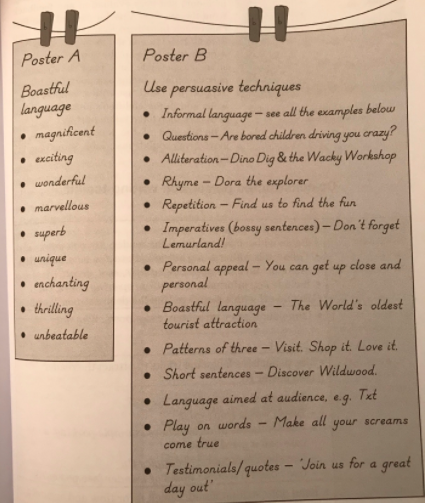 Poster A
Boastful
language
• magnificent
• exciting
• wonderful
• marvellous
• superb
• unique
• enchanting
• thrilling
• unbeatable
Poster B
Use persuasive techniques
• Informal language – see all the examples below
• Questions – Are bored children driving you crazy?
• Alliteration – Dino Dig & the Wacky Workshop
• Rhyme – Dora the explorer
• Repetition – Find us to find the fun
• Imperatives (bossy sentences) – Don't forget
Lemurland!
• Personal appeal – You can get up close and
personal
• Boastful language – The World's oldest
tourist attraction
• Patterns of three – Visit. Shop it. Love it.
• Short sentences – Discover Wildwood.
• Language aimed at audience, e.g. Txt
• Play on words – Make all your screams
come true
• Testimonials/quotes – 'Join us for a great
day out'